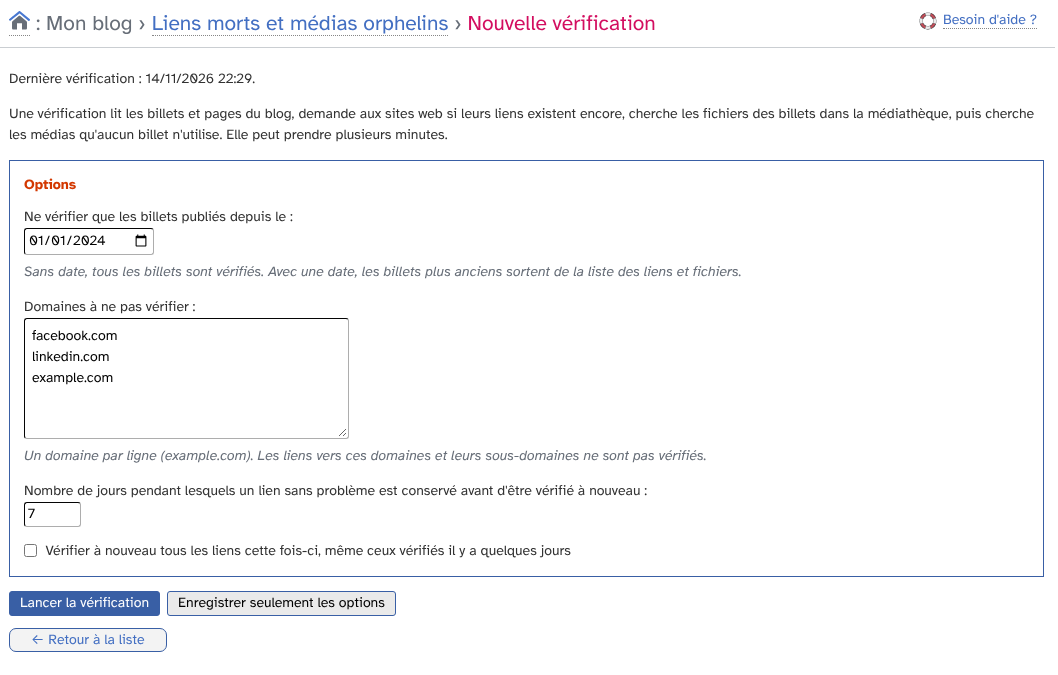 : Mon blog › Liens morts et médias orphelins › Nouvelle vérification
Besoin d'aide ?
Dernière vérification : 14/11/2026 22:29.
Une vérification lit les billets et pages du blog, demande aux sites web si leurs liens existent encore, cherche les fichiers des billets dans la médiathèque, puis cherche
les médias qu'aucun billet n'utilise. Elle peut prendre plusieurs minutes.
Options
Ne vérifier que les billets publiés depuis le :
01/01/2024
Sans date, tous les billets sont vérifiés. Avec une date, les billets plus anciens sortent de la liste des liens et fichiers.
Domaines à ne pas vérifier :
facebook.com
linkedin.com
example.com
Un domaine par ligne (example.com). Les liens vers ces domaines et leurs sous-domaines ne sont pas vérifiés.
Nombre de jours pendant lesquels un lien sans problème est conservé avant d'être vérifié à nouveau :
7
Vérifier à nouveau tous les liens cette fois-ci, même ceux vérifiés il y a quelques jours
Lancer la vérification
Enregistrer seulement les options
← Retour à la liste